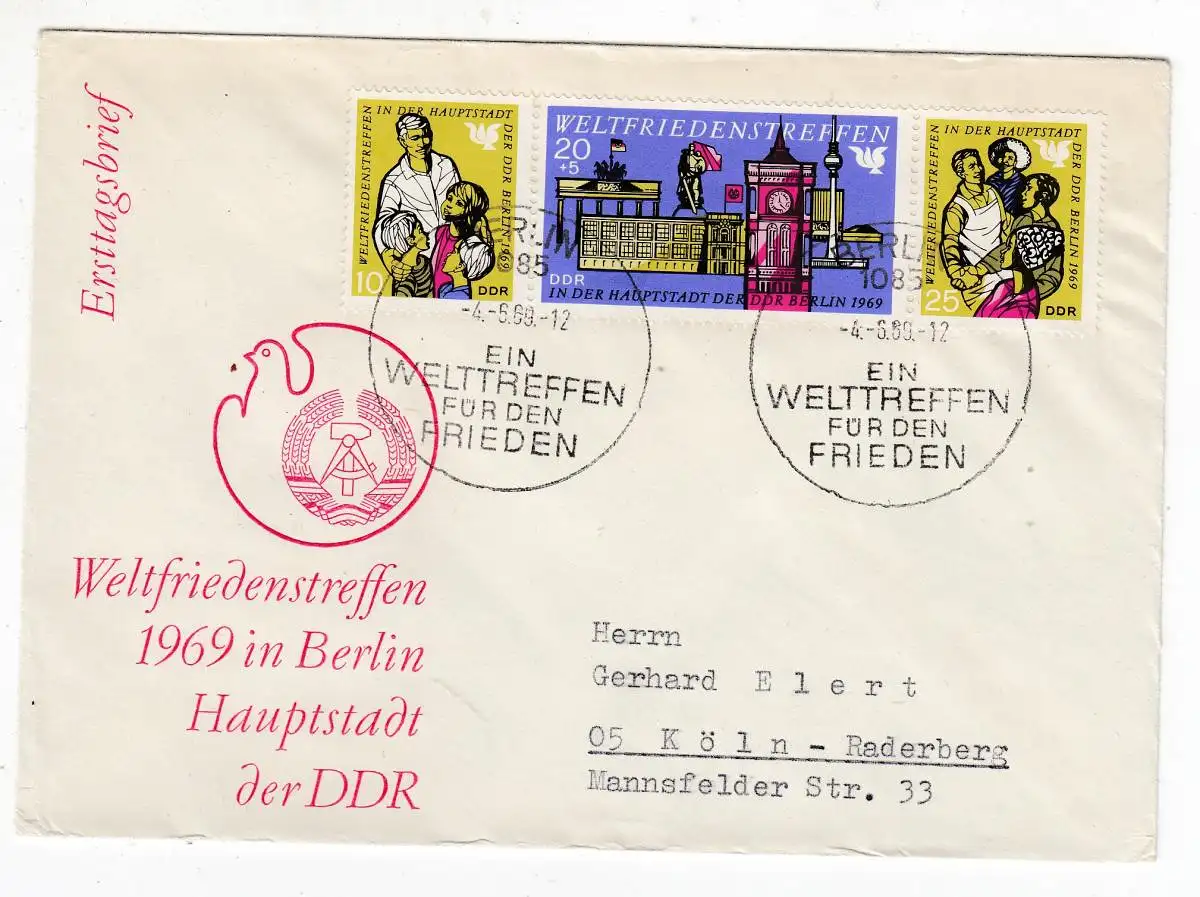 Ersttagsbrief
WELTFRIEDENSTREFFEN IN DER HAUPTSTADT DER DDR BERLIN 1969
10 DDR
WELTFRIEDENSTREFFEN
20
+5
DDR
IN DER HAUPTSTADT DER DDR BERLIN 1969
WELTFRIEDENSTREFFEN IN DER HAUPTSTADT DER DDR BERLIN 1969
25 DDR
BERLIN
1085
-4.-6.69.-12
EIN
WELTTREFFEN
FÜR DEN
FRIEDEN
BERLIN
1085
-4.-6.69.-12
EIN
WELTTREFFEN
FÜR DEN
FRIEDEN
Weltfriedenstreffen
1969 in Berlin
Hauptstadt
der DDR
Herrn
Gerhard Elert
05 Köln - Raderberg
Mannsfelder Str. 33